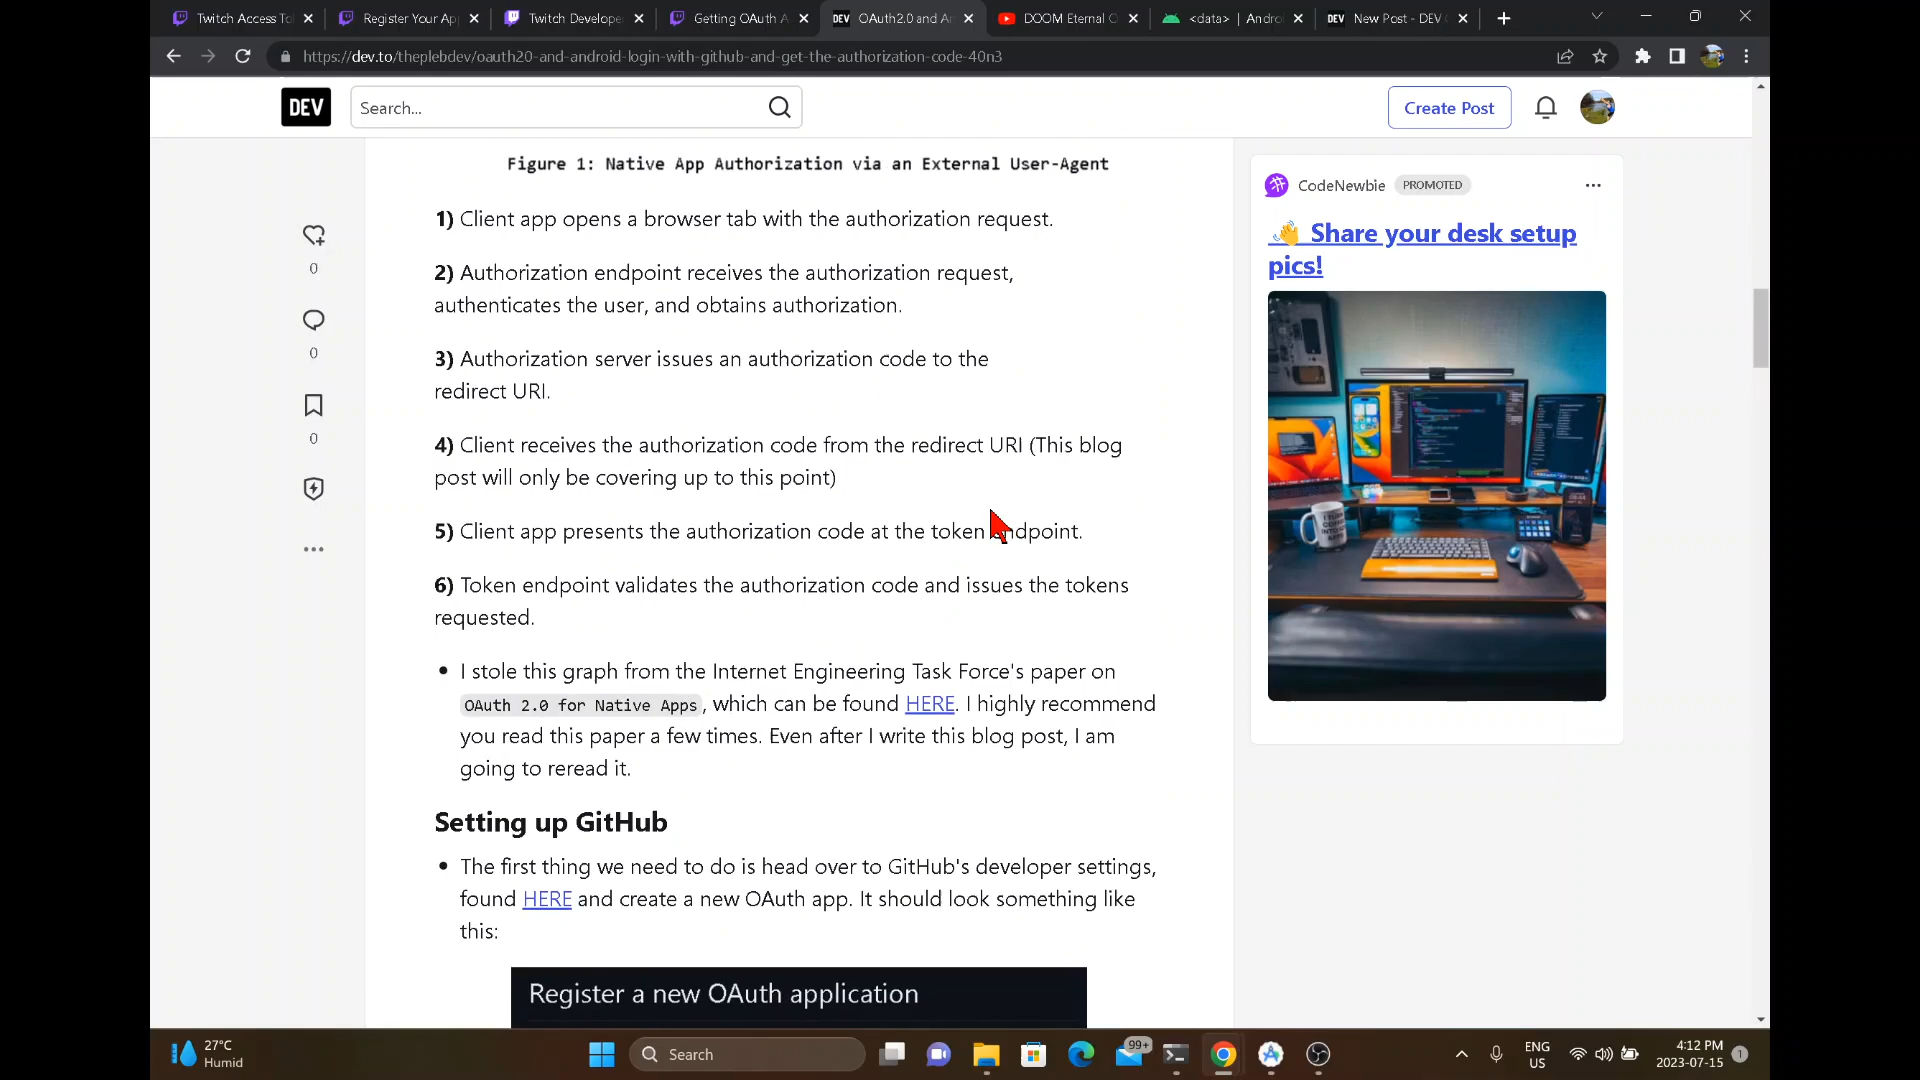 Twitch Access To
Register Your Ap
Twitch Develope
Getting OAuth A
DEV OAuth2.0 and An
DOOM Eternal O
<data> | Andro
DEV New Post - DEV
https://dev.to/theplebdev/oauth20-and-android-login-with-github-and-get-the-authorization-code-40n3
DEV
Search...
Create Post
Figure 1: Native App Authorization via an External User-Agent
1) Client app opens a browser tab with the authorization request.
2) Authorization endpoint receives the authorization request,
authenticates the user, and obtains authorization.
3) Authorization server issues an authorization code to the
redirect URI.
4) Client receives the authorization code from the redirect URI (This blog
post will only be covering up to this point)
5) Client app presents the authorization code at the token endpoint.
6) Token endpoint validates the authorization code and issues the tokens
requested.
• I stole this graph from the Internet Engineering Task Force's paper on
OAuth 2.0 for Native Apps, which can be found HERE. I highly recommend
you read this paper a few times. Even after I write this blog post, I am
going to reread it.
Setting up GitHub
• The first thing we need to do is head over to GitHub's developer settings,
found HERE and create a new OAuth app. It should look something like
this:
Register a new OAuth application
0
0
0
CodeNewbie PROMOTED
👋 Share your desk setup
pics!
27°C
Humid
Search
99+
ENG
US
4:12 PM
2023-07-15
1